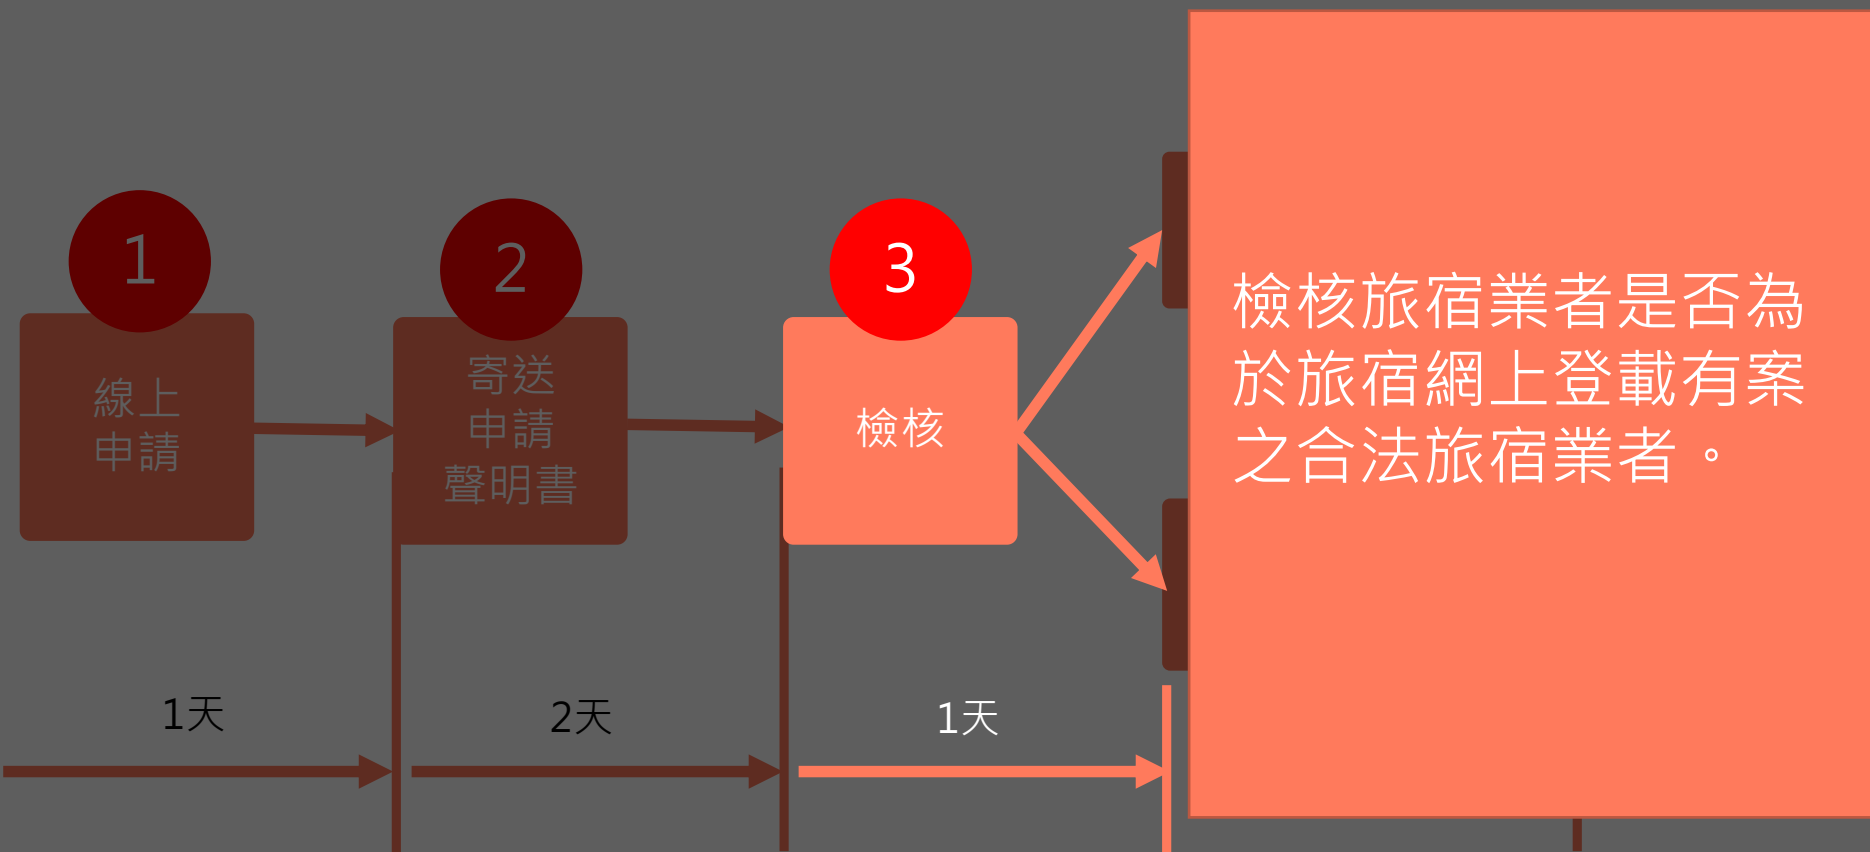 1
線上
申請
2
寄送
申請
聲明書
3
檢核
檢核旅宿業者是否為
於旅宿網上登載有案
之合法旅宿業者。
1天
2天
1天